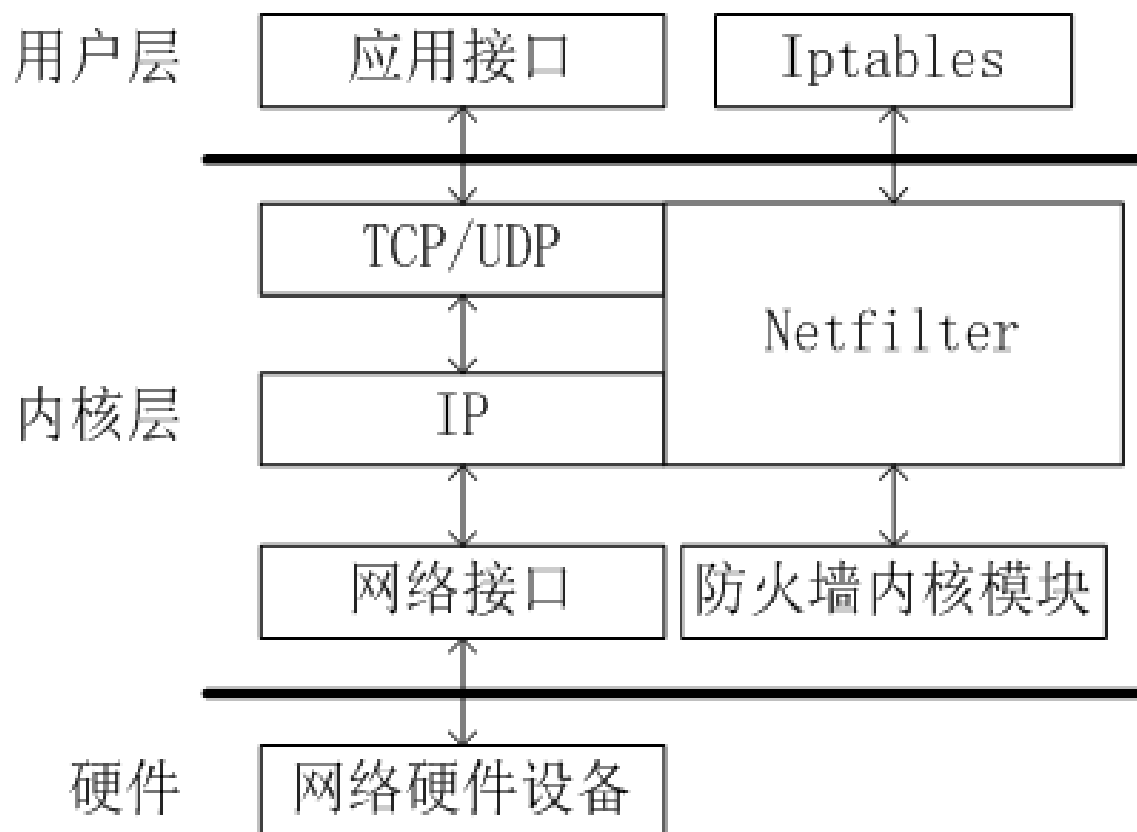 用户层
应用接口
Iptables
TCP/UDP
Netfilter
内核层
IP
网络接口
防火墙内核模块
硬件
网络硬件设备